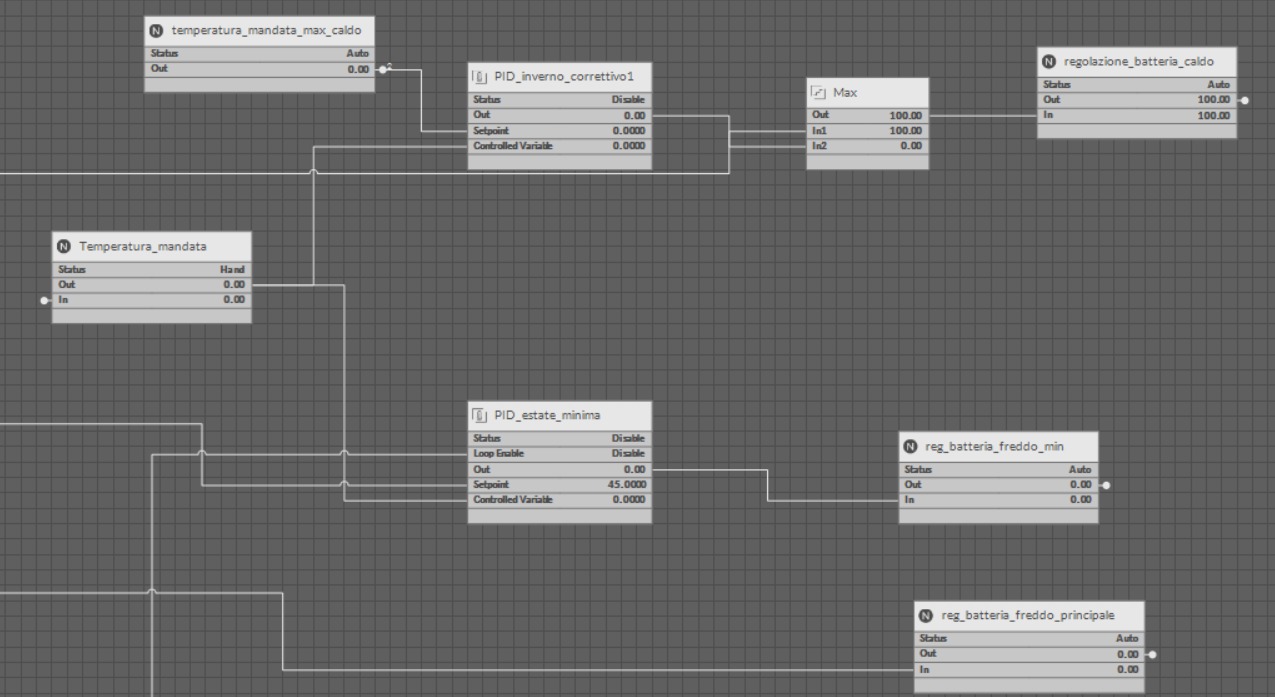 temperatura_mandata_max_caldo
Status Auto
Out 0.00
PID_inverno_correttivo1
Status Disable
Out 0.00
Setpoint 0.0000
Controlled Variable 0.0000
Max
Out 100.00
In1 100.00
In2 0.00
regolazione_batteria_caldo
Status Auto
Out 100.00
In 100.00
Temperatura_mandata
Status Hand
Out 0.00
In 0.00
PID_estate_minima
Status Disable
Loop Enable Disable
Out 0.00
Setpoint 45.0000
Controlled Variable 0.0000
reg_batteria_freddo_min
Status Auto
Out 0.00
In 0.00
reg_batteria_freddo_principale
Status Auto
Out 0.00
In 0.00